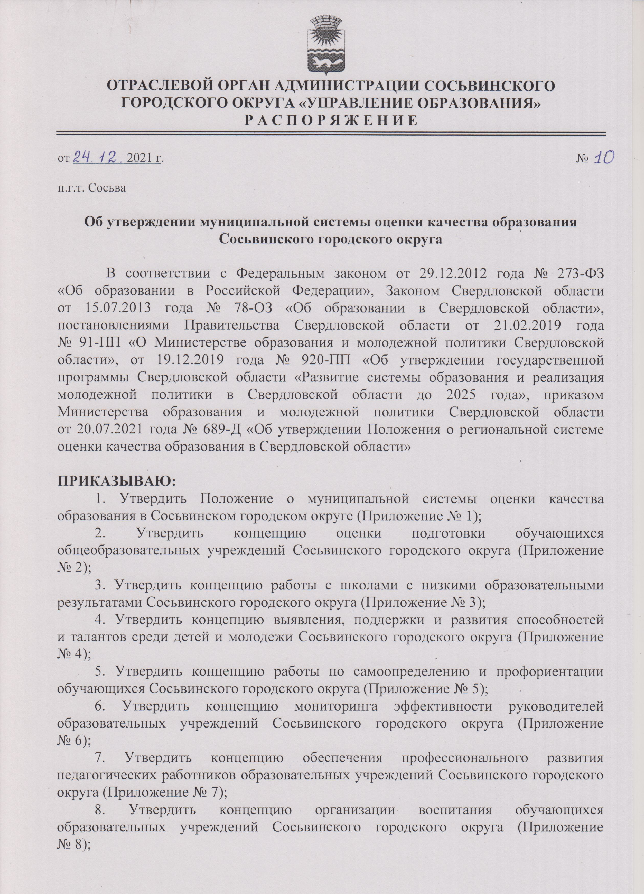 ОТРАСЛЕВОЙ ОРГАН АДМИНИСТРАЦИИ СОСЬВИНСКОГО
ГОРОДСКОГО ОКРУГА «УПРАВЛЕНИЕ ОБРАЗОВАНИЯ»
Р А С П О Р Я Ж Е Н И Е
от 24. 12. 2021 г. № 10
п.г.т. Сосьва
Об утверждении муниципальной системы оценки качества образования
Сосьвинского городского округа
В соответствии с Федеральным законом от 29.12.2012 года № 273-ФЗ
«Об образовании в Российской Федерации», Законом Свердловской области
от 15.07.2013 года № 78-ОЗ «Об образовании в Свердловской области»,
постановлениями Правительства Свердловской области от 21.02.2019 года
№ 91-ПП «О Министерстве образования и молодежной политики Свердловской
области», от 19.12.2019 года № 920-ПП «Об утверждении государственной
программы Свердловской области «Развитие системы образования и реализация
молодежной политики в Свердловской области до 2025 года», приказом
Министерства образования и молодежной политики Свердловской области
от 20.07.2021 года № 689-Д «Об утверждении Положения о региональной системе
оценки качества образования в Свердловской области»
ПРИКАЗЫВАЮ:
1. Утвердить Положение о муниципальной системы оценки качества
образования в Сосьвинском городском округе (Приложение № 1);
2. Утвердить концепцию оценки подготовки обучающихся
общеобразовательных учреждений Сосьвинского городского округа (Приложение
№ 2);
3. Утвердить концепцию работы с школами с низкими образовательными
результатами Сосьвинского городского округа (Приложение № 3);
4. Утвердить концепцию выявления, поддержки и развития способностей
и талантов среди детей и молодежи Сосьвинского городского округа (Приложение
№ 4);
5. Утвердить концепцию работы по самоопределению и профориентации
обучающихся Сосьвинского городского округа (Приложение № 5);
6. Утвердить концепцию мониторинга эффективности руководителей
образовательных учреждений Сосьвинского городского округа (Приложение
№ 6);
7. Утвердить концепцию обеспечения профессионального развития
педагогических работников образовательных учреждений Сосьвинского городского
округа (Приложение № 7);
8. Утвердить концепцию организации воспитания обучающихся
образовательных учреждений Сосьвинского городского округа (Приложение
№ 8);